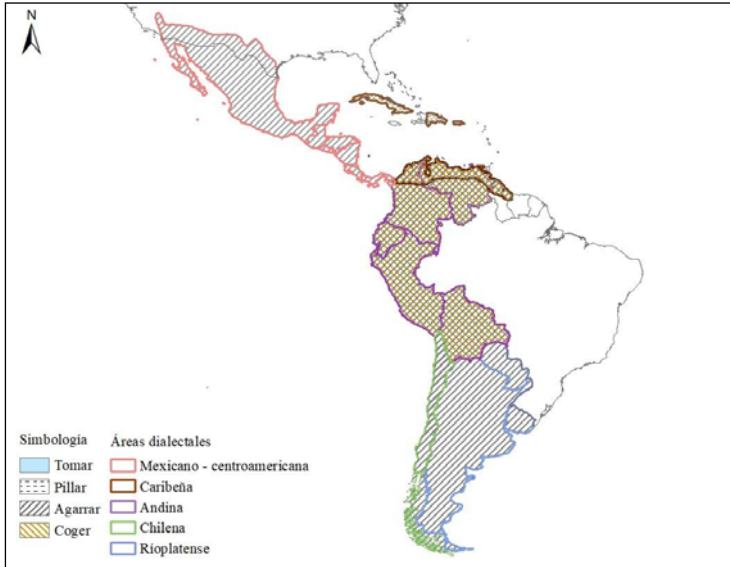 N
Simbología
Tomar
Pillar
Agarrar
Coger
Áreas dialectales
Mexicano - centroamericana
Caribeña
Andina
Chilena
Rioplatense